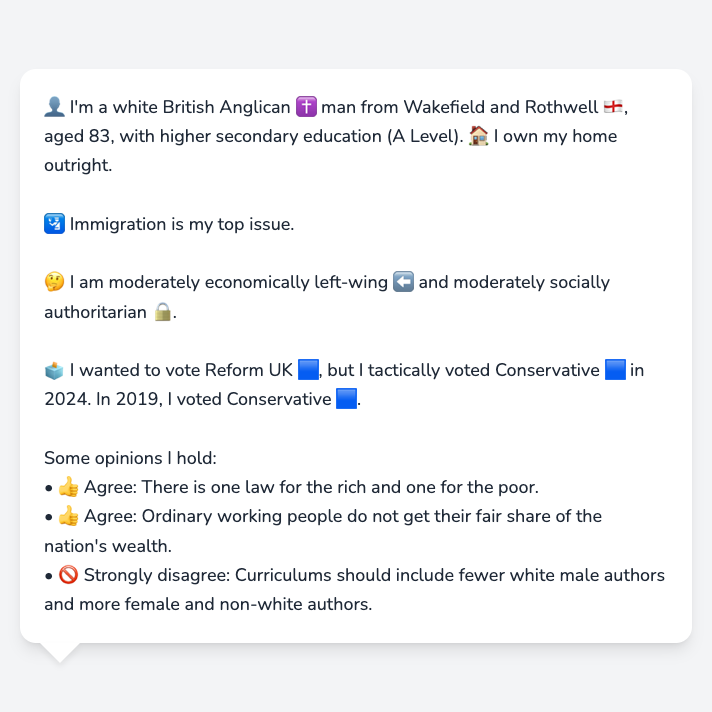 👤 I'm a white British Anglican ✝️ man from Wakefield and Rothwell 🏴󠁧󠁢󠁥󠁮󠁧󠁿,
aged 83, with higher secondary education (A Level). 🏠 I own my home
outright.
🛂 Immigration is my top issue.
🤔 I am moderately economically left-wing ⬅️ and moderately socially
authoritarian 🔒.
🗳️ I wanted to vote Reform UK 🟦, but I tactically voted Conservative 🟦 in
2024. In 2019, I voted Conservative 🟦.
Some opinions I hold:
• 👍 Agree: There is one law for the rich and one for the poor.
• 👍 Agree: Ordinary working people do not get their fair share of the
nation's wealth.
• 🚫 Strongly disagree: Curriculums should include fewer white male authors
and more female and non-white authors.